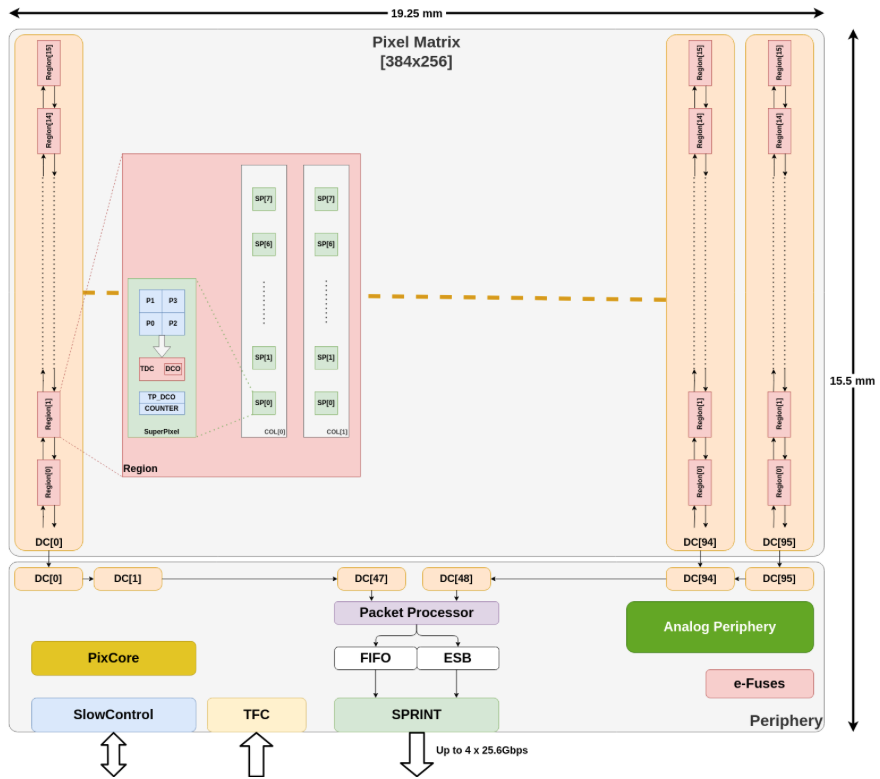 19.25 mm
Pixel Matrix
[384x256]
Region[15]
Region[14]
Region[1]
Region[0]
DC[0]
P1
P3
P0
P2
TDC
DCO
TP_DCO
COUNTER
SuperPixel
Region
SP[7]
SP[6]
SP[1]
SP[0]
COL[0]
SP[7]
SP[6]
SP[1]
SP[0]
COL[1]
Region[15]
Region[14]
Region[1]
Region[0]
DC[94]
Region[15]
Region[14]
Region[1]
Region[0]
DC[95]
15.5 mm
DC[0]
DC[1]
DC[47]
DC[48]
DC[94]
DC[95]
Packet Processor
FIFO
ESB
SPRINT
PixCore
SlowControl
TFC
Analog Periphery
e-Fuses
Periphery
Up to 4 x 25.6Gbps